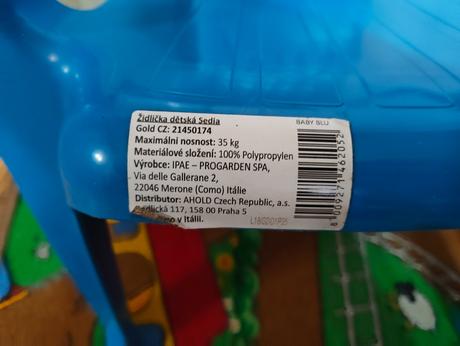 Židlička dětská Sedia
Gold CZ: 21450174
Maximální nosnost: 35 kg
Materiálové složení: 100% Polypropylen
Výrobce: IPAE – PROGARDEN SPA,
Via delle Gallerane 2,
22046 Merone (Como) Itálie
Distributor: AHOLD Czech Republic, a.s.
Radlická 117, 158 00 Praha 5
v Itálii.
BABY BLU
8 009271 462052